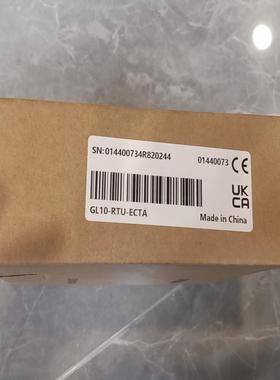 SN:014400734R820244
01440073 CE
UK
CA
GL10-RTU-ECTA
Made in China